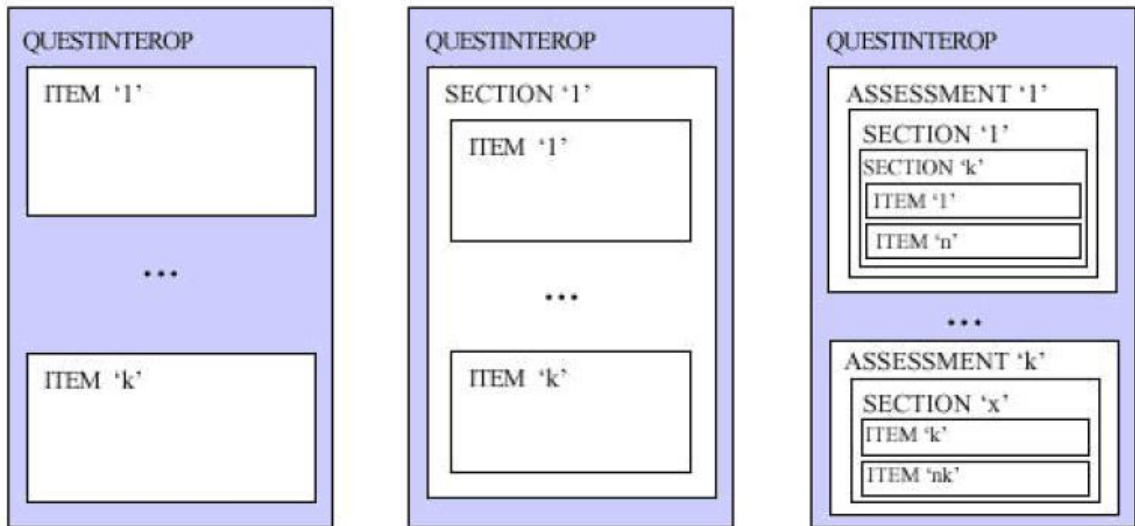 QUESTINTEROP
ITEM ‘1’
...
ITEM ‘k’
QUESTINTEROP
SECTION ‘1’
ITEM ‘1’
...
ITEM ‘k’
QUESTINTEROP
ASSESSMENT ‘1’
SECTION ‘1’
SECTION ‘k’
ITEM ‘1’
ITEM ‘n’
...
ASSESSMENT ‘k’
SECTION ‘x’
ITEM ‘k’
ITEM ‘nk’